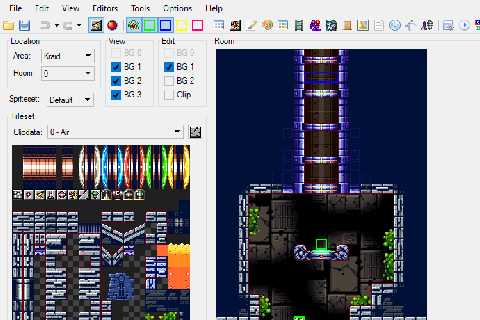 File Edit View Editors Tools Options Help
Location View Edit Room
Area: Kraid BG 0 BG 0
Room: 0 BG 1 BG 1
BG 2 BG 2
Spriteset: Default BG 3 Clip
Tileset
Clipdata: 0 - Air